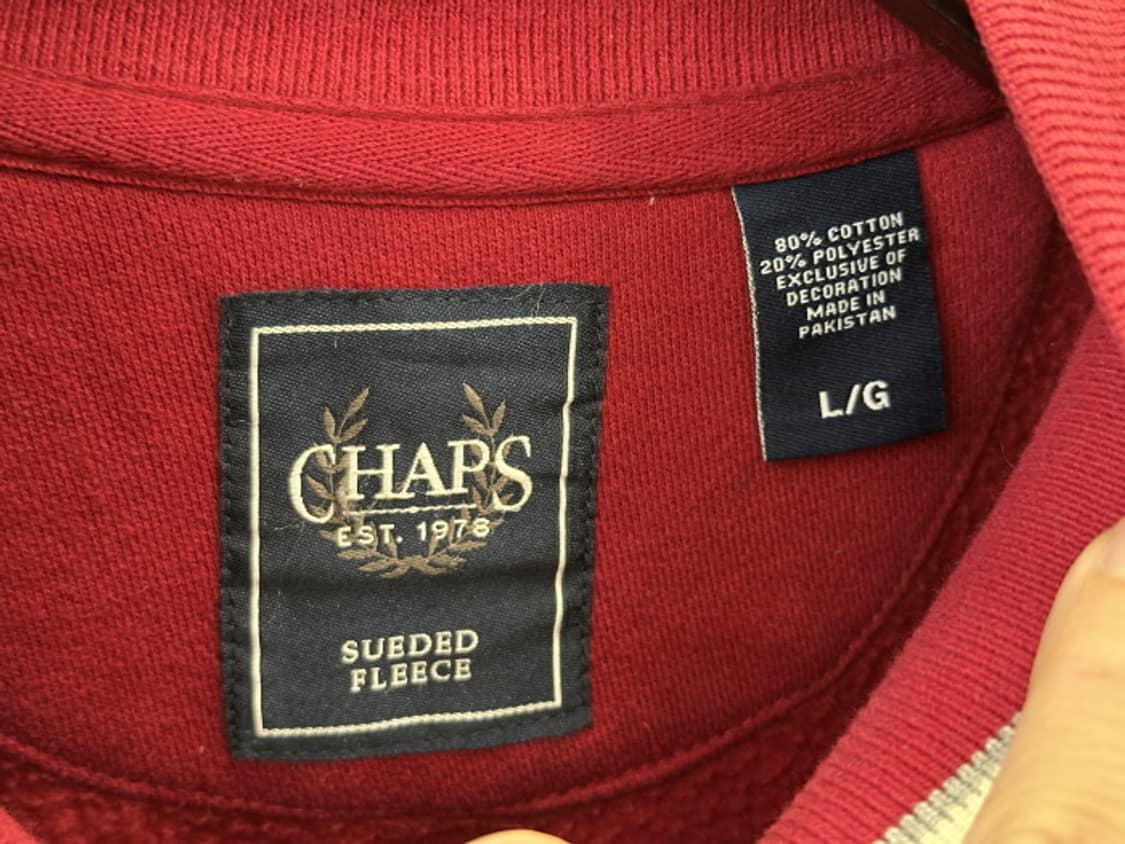 CHAPS
EST. 1978
SUEDED
FLEECE
80% COTTON
20% POLYESTER
EXCLUSIVE OF
DECORATION
MADE IN
PAKISTAN
L/G